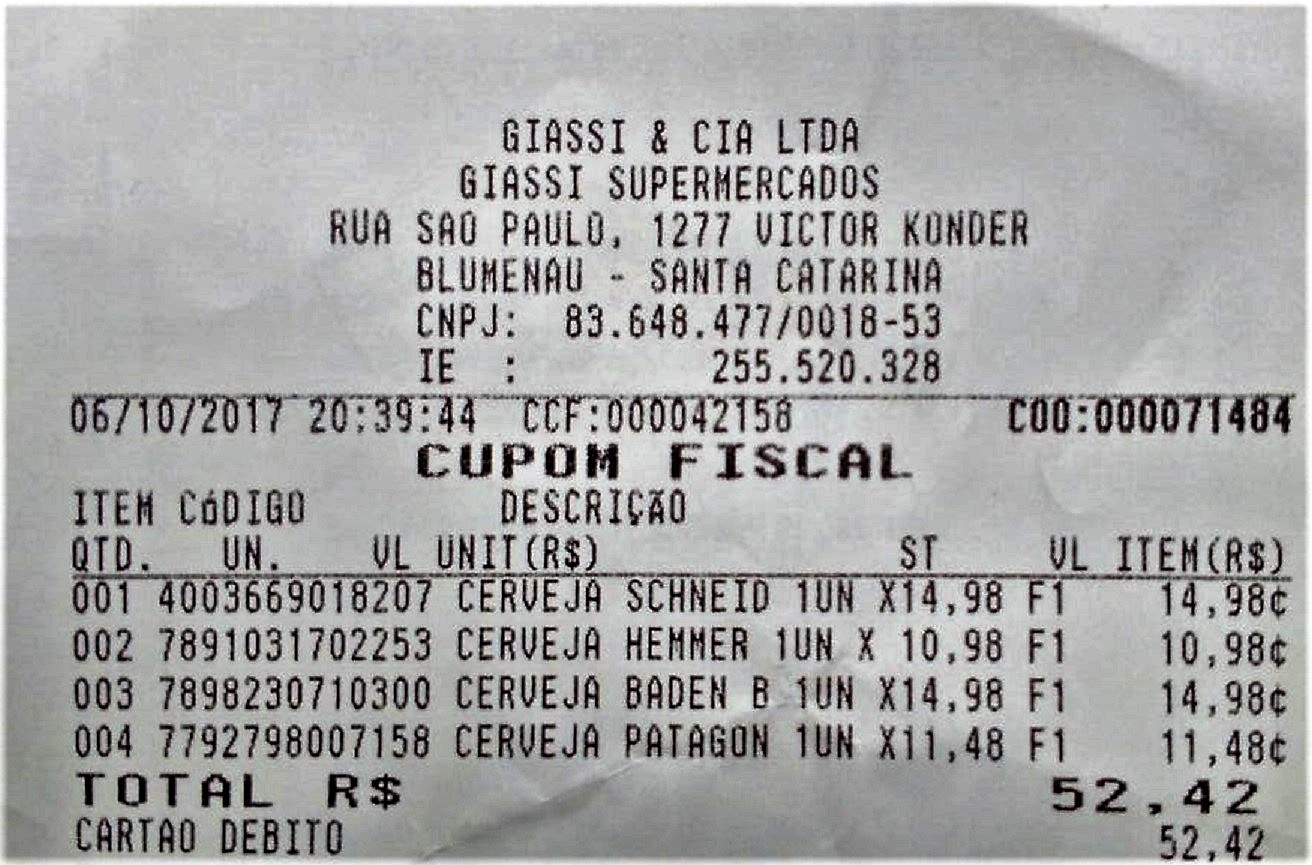 GIASSI & CIA LTDA
GIASSI SUPERMERCADOS
RUA SAO PAULO, 1277 VICTOR KONDER
BLUMENAU - SANTA CATARINA
CNPJ: 83.648.477/0018-53
IE : 255.520.328
06/10/2017 20:39:44 CCF:000042158 COO:000071484
CUPOM FISCAL
ITEM CóDIGO DESCRIÇÃO
QTD. UN. VL UNIT(R$) ST VL ITEM(R$)
001 4003669018207 CERVEJA SCHNEID 1UN X14,98 F1 14,98¢
002 7891031702253 CERVEJA HEMMER 1UN X 10,98 F1 10,98¢
003 7898230710300 CERVEJA BADEN B 1UN X14,98 F1 14,98¢
004 7792798007158 CERVEJA PATAGON 1UN X11,48 F1 11,48¢
TOTAL R$ 52,42
CARTAO DEBITO 52,42